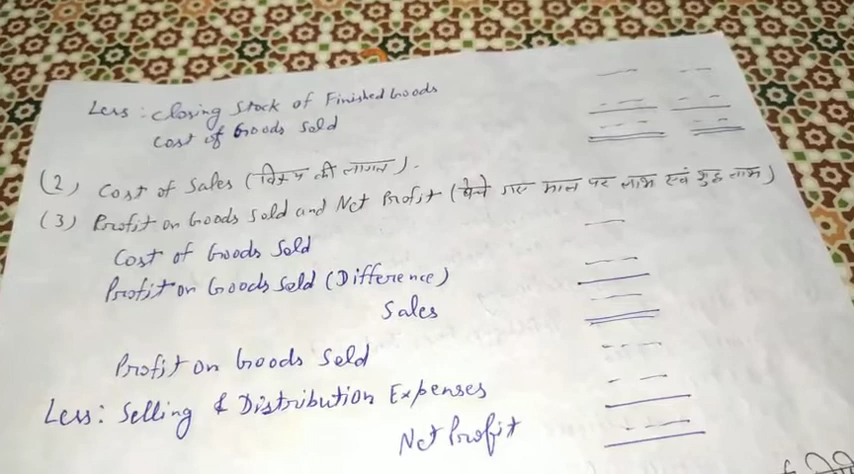 Less: Closing Stock of Finished Goods
Cost of Goods Sold
(2) Cost of Sales (विक्रय की लागत).
(3) Profit on Goods Sold and Net Profit (बेचे गए माल पर लाभ एवं शुद्ध लाभ)
Cost of Goods Sold
Profit on Goods Sold (Difference)
Sales
Profit on Goods Sold
Less: Selling & Distribution Expenses
Net Profit